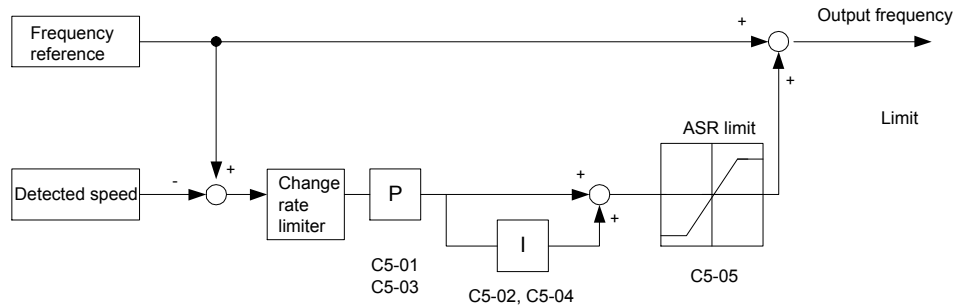 Output frequency
+
Frequency
reference
+
Limit
ASR limit
+
-
Detected speed
Change
rate
limiter
P
+
+
I
C5-01
C5-03
C5-02, C5-04
C5-05